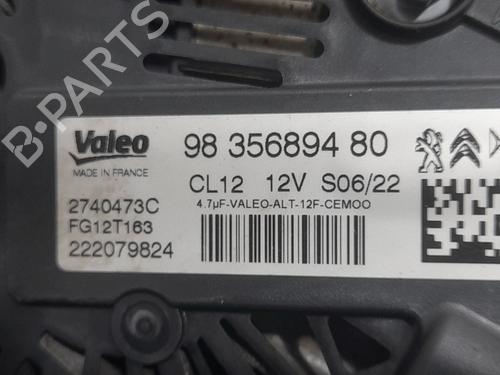 Valeo
MADE IN FRANCE
98 356894 80
CL12 12V S06/22
4.7µF-VALEO-ALT-12F-CEMOO
2740473C
FG12T163
222079824
B-PARTS